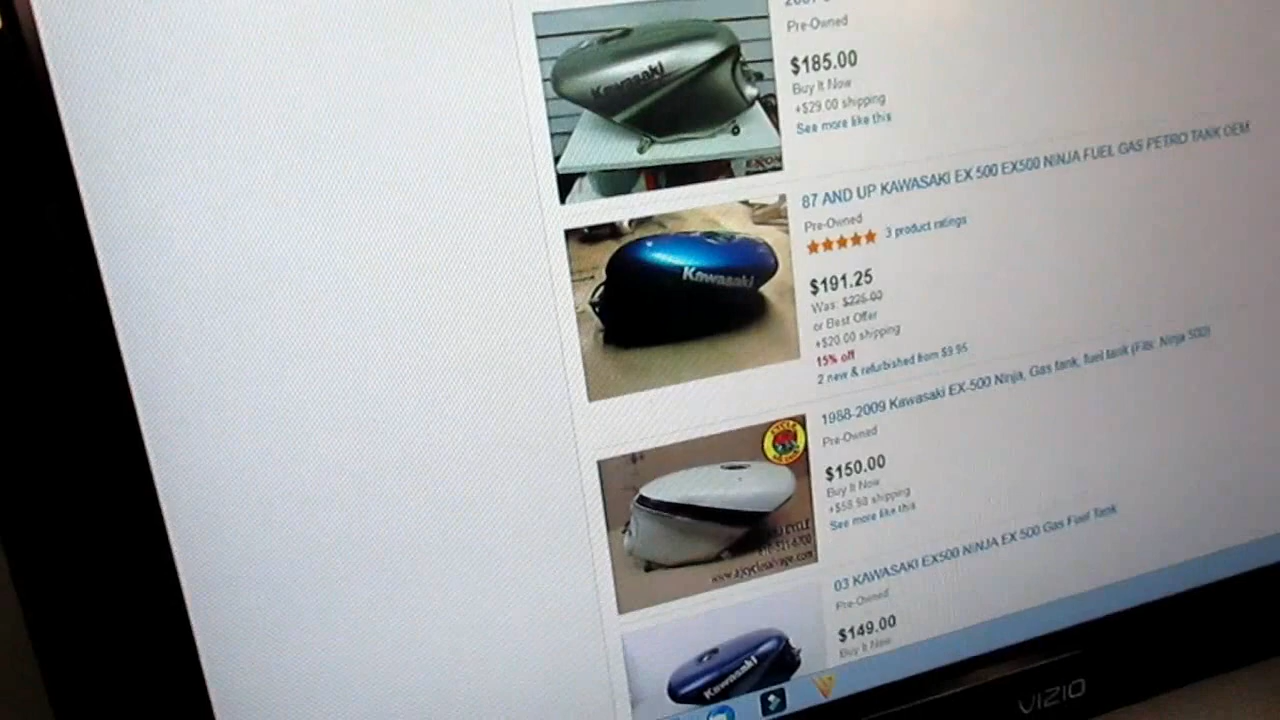 Pre-Owned
$185.00
Buy It Now
+$29.00 shipping
See more like this
Kawasaki
87 AND UP KAWASAKI EX 500 EX500 NINJA FUEL GAS PETRO TANK OEM
Pre-Owned
3 product ratings
$191.25
Was: $225.00
or Best Offer
+$20.00 shipping
15% off
2 new & refurbished from $9.95
Kawasaki
1988-2009 Kawasaki EX-500 Ninja, Gas tank, fuel tank (Fits: Ninja 500)
Pre-Owned
$150.00
Buy It Now
+$58.90 shipping
See more like this
CYCLE
03 KAWASAKI EX500 NINJA EX 500 Gas Fuel Tank
Pre-Owned
$149.00
Buy It Now
Kawasaki
VIZIO